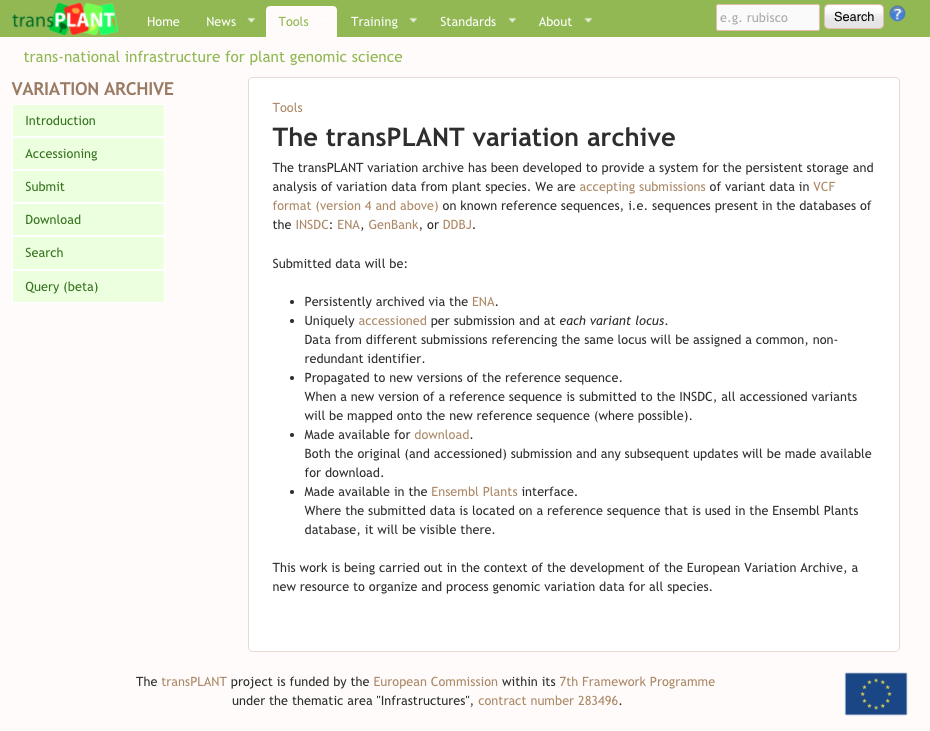 transPLANT Home News Tools Training Standards About e.g. rubisco Search ?
trans-national infrastructure for plant genomic science
VARIATION ARCHIVE
Introduction
Accessioning
Submit
Download
Search
Query (beta)
Tools
The transPLANT variation archive
The transPLANT variation archive has been developed to provide a system for the persistent storage and
analysis of variation data from plant species. We are accepting submissions of variant data in VCF
format (version 4 and above) on known reference sequences, i.e. sequences present in the databases of
the INSDC: ENA, GenBank, or DDBJ.
Submitted data will be:
• Persistently archived via the ENA.
• Uniquely accessioned per submission and at each variant locus.
Data from different submissions referencing the same locus will be assigned a common, non-
redundant identifier.
• Propagated to new versions of the reference sequence.
When a new version of a reference sequence is submitted to the INSDC, all accessioned variants
will be mapped onto the new reference sequence (where possible).
• Made available for download.
Both the original (and accessioned) submission and any subsequent updates will be made available
for download.
• Made available in the Ensembl Plants interface.
Where the submitted data is located on a reference sequence that is used in the Ensembl Plants
database, it will be visible there.
This work is being carried out in the context of the development of the European Variation Archive, a
new resource to organize and process genomic variation data for all species.
The transPLANT project is funded by the European Commission within its 7th Framework Programme
under the thematic area "Infrastructures", contract number 283496.